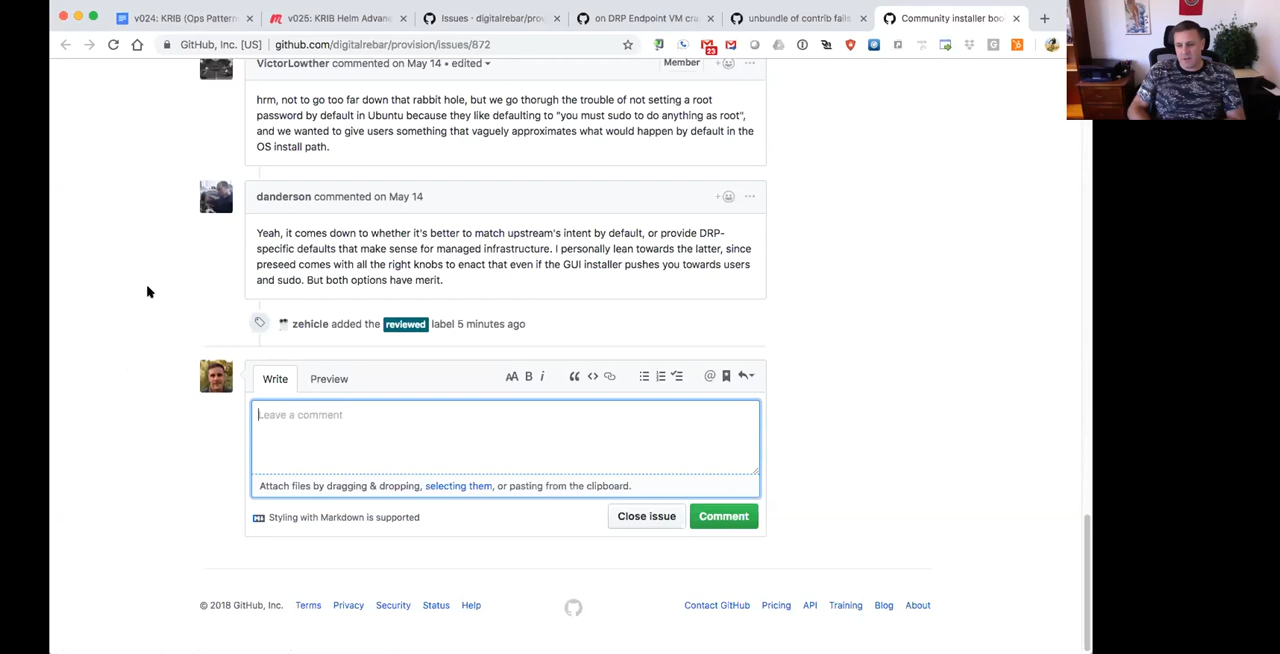 v024: KRIB (Ops Pattern
v025: KRIB Helm Advan
Issues · digitalrebar/prov
on DRP Endpoint VM cra
unbundle of contrib fails
Community installer boo
GitHub, Inc. [US]
github.com/digitalrebar/provision/issues/872
23
VictorLowther commented on May 14 • edited
Member
hrm, not to go too far down that rabbit hole, but we go thorugh the trouble of not setting a root
password by default in Ubuntu because they like defaulting to "you must sudo to do anything as root",
and we wanted to give users something that vaguely approximates what would happen by default in the
OS install path.
danderson commented on May 14
Yeah, it comes down to whether it's better to match upstream's intent by default, or provide DRP-
specific defaults that make sense for managed infrastructure. I personally lean towards the latter, since
preseed comes with all the right knobs to enact that even if the GUI installer pushes you towards users
and sudo. But both options have merit.
zehicle added the reviewed label 5 minutes ago
Write
Preview
Leave a comment
Attach files by dragging & dropping, selecting them, or pasting from the clipboard.
Styling with Markdown is supported
Close issue
Comment
© 2018 GitHub, Inc. Terms Privacy Security Status Help
Contact GitHub Pricing API Training Blog About